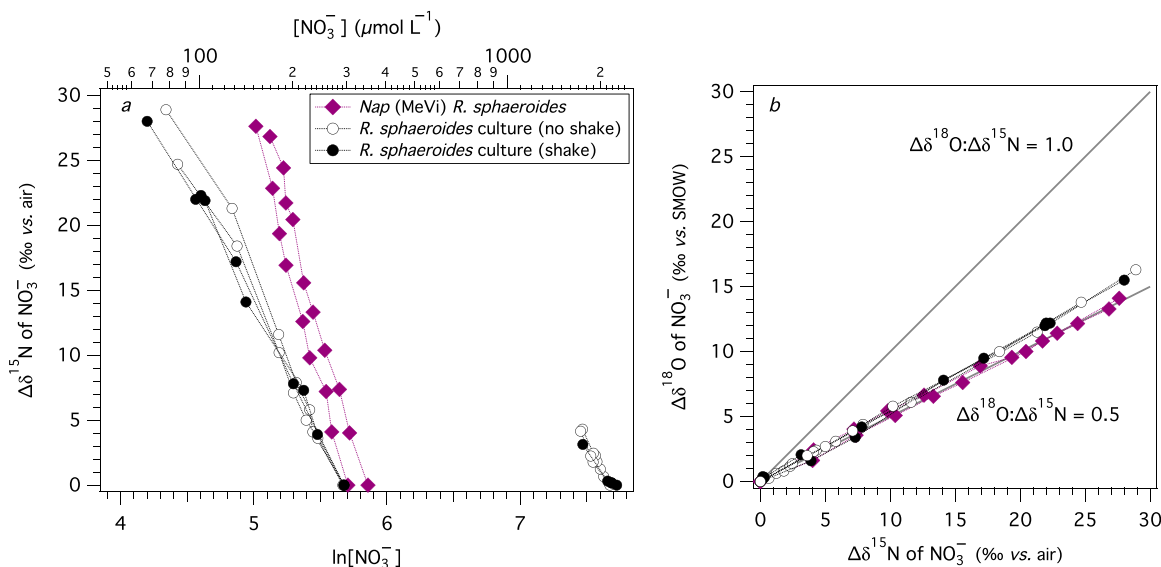 [NO₃⁻] (µmol L⁻¹)
5 6 7 8 9 100 2 3 4 5 6 7 8 9 1000 2
a
Nap (MeVi) R. sphaeroides
R. sphaeroides culture (no shake)
R. sphaeroides culture (shake)
30
25
20
15
10
5
0
Δδ¹⁵N of NO₃⁻ (‰ vs. air)
4 5 6 7
ln[NO₃⁻]
b
Δδ¹⁸O:Δδ¹⁵N = 1.0
Δδ¹⁸O:Δδ¹⁵N = 0.5
30
25
20
15
10
5
0
Δδ¹⁸O of NO₃⁻ (‰ vs. SMOW)
0 5 10 15 20 25 30
Δδ¹⁵N of NO₃⁻ (‰ vs. air)